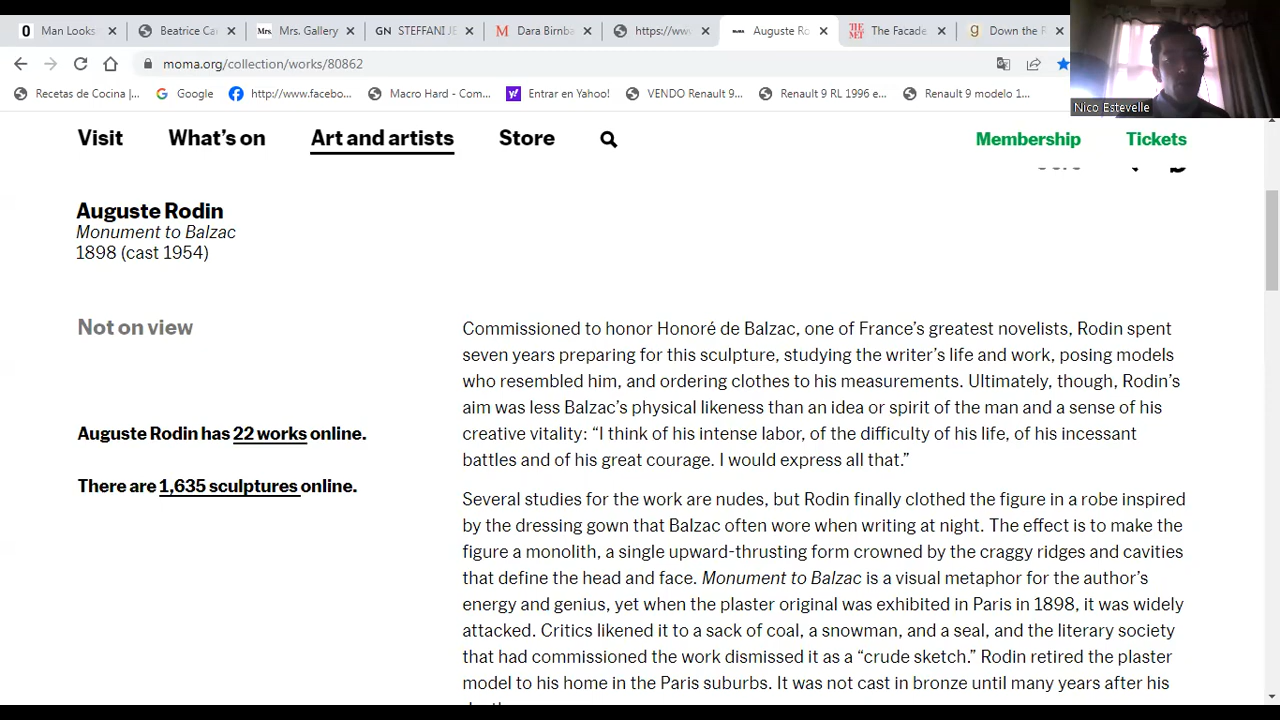 Man Looks
Beatrice Ca
Mrs. Mrs. Gallery
GN STEFFANI JE
M Dara Birnba
https://ww
Auguste Ro
The Facade
g Down the R
moma.org/collection/works/80862
Recetas de Cocina |...
G Google
http://www.facebo...
Macro Hard - Com...
Entrar en Yahoo!
VENDO Renault 9...
Renault 9 RL 1996 e...
Renault 9 modelo 1...
Nico Estevelle
Visit
What's on
Art and artists
Store
Membership
Tickets
Auguste Rodin
Monument to Balzac
1898 (cast 1954)
Not on view
Auguste Rodin has 22 works online.
There are 1,635 sculptures online.
Commissioned to honor Honoré de Balzac, one of France's greatest novelists, Rodin spent
seven years preparing for this sculpture, studying the writer's life and work, posing models
who resembled him, and ordering clothes to his measurements. Ultimately, though, Rodin's
aim was less Balzac's physical likeness than an idea or spirit of the man and a sense of his
creative vitality: “I think of his intense labor, of the difficulty of his life, of his incessant
battles and of his great courage. I would express all that.”
Several studies for the work are nudes, but Rodin finally clothed the figure in a robe inspired
by the dressing gown that Balzac often wore when writing at night. The effect is to make the
figure a monolith, a single upward-thrusting form crowned by the craggy ridges and cavities
that define the head and face. Monument to Balzac is a visual metaphor for the author's
energy and genius, yet when the plaster original was exhibited in Paris in 1898, it was widely
attacked. Critics likened it to a sack of coal, a snowman, and a seal, and the literary society
that had commissioned the work dismissed it as a “crude sketch.” Rodin retired the plaster
model to his home in the Paris suburbs. It was not cast in bronze until many years after his